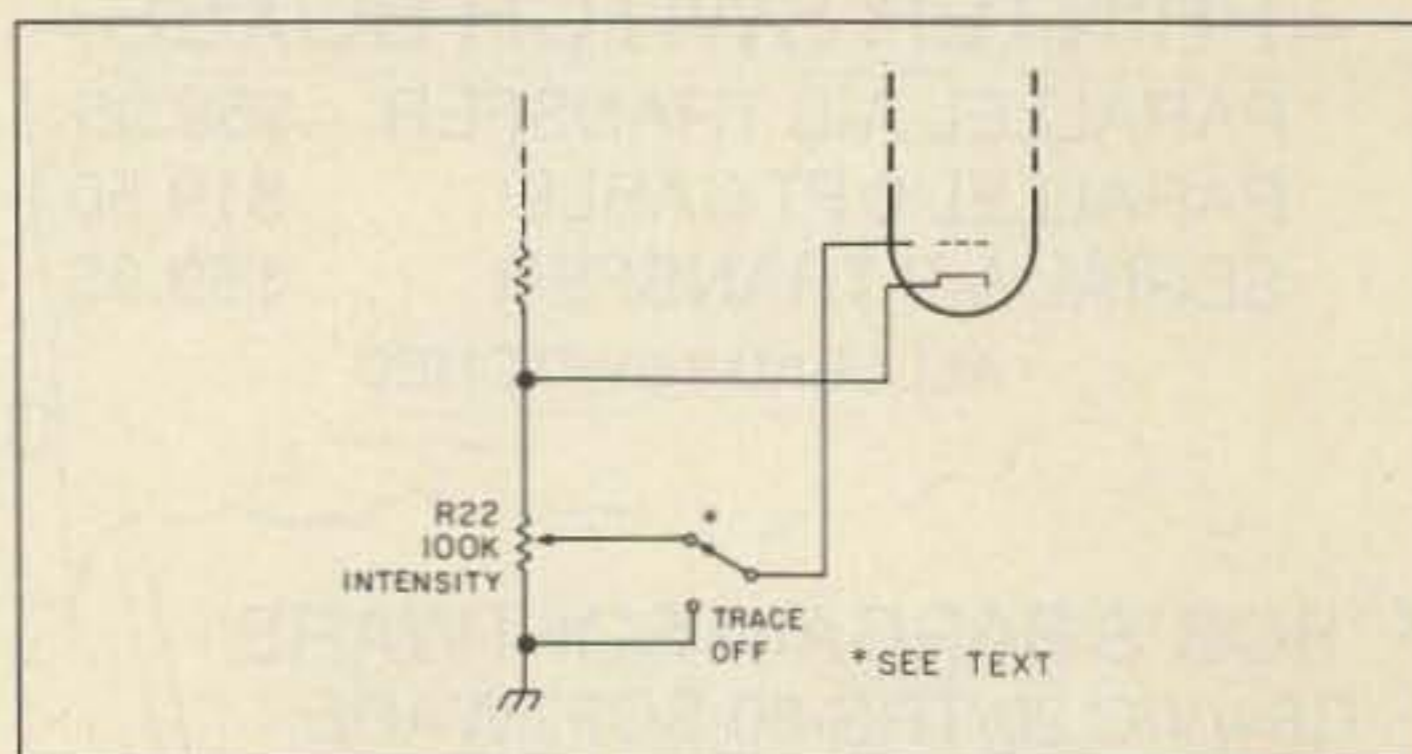 R22
100K
INTENSITY
*
TRACE
OFF
* SEE TEXT